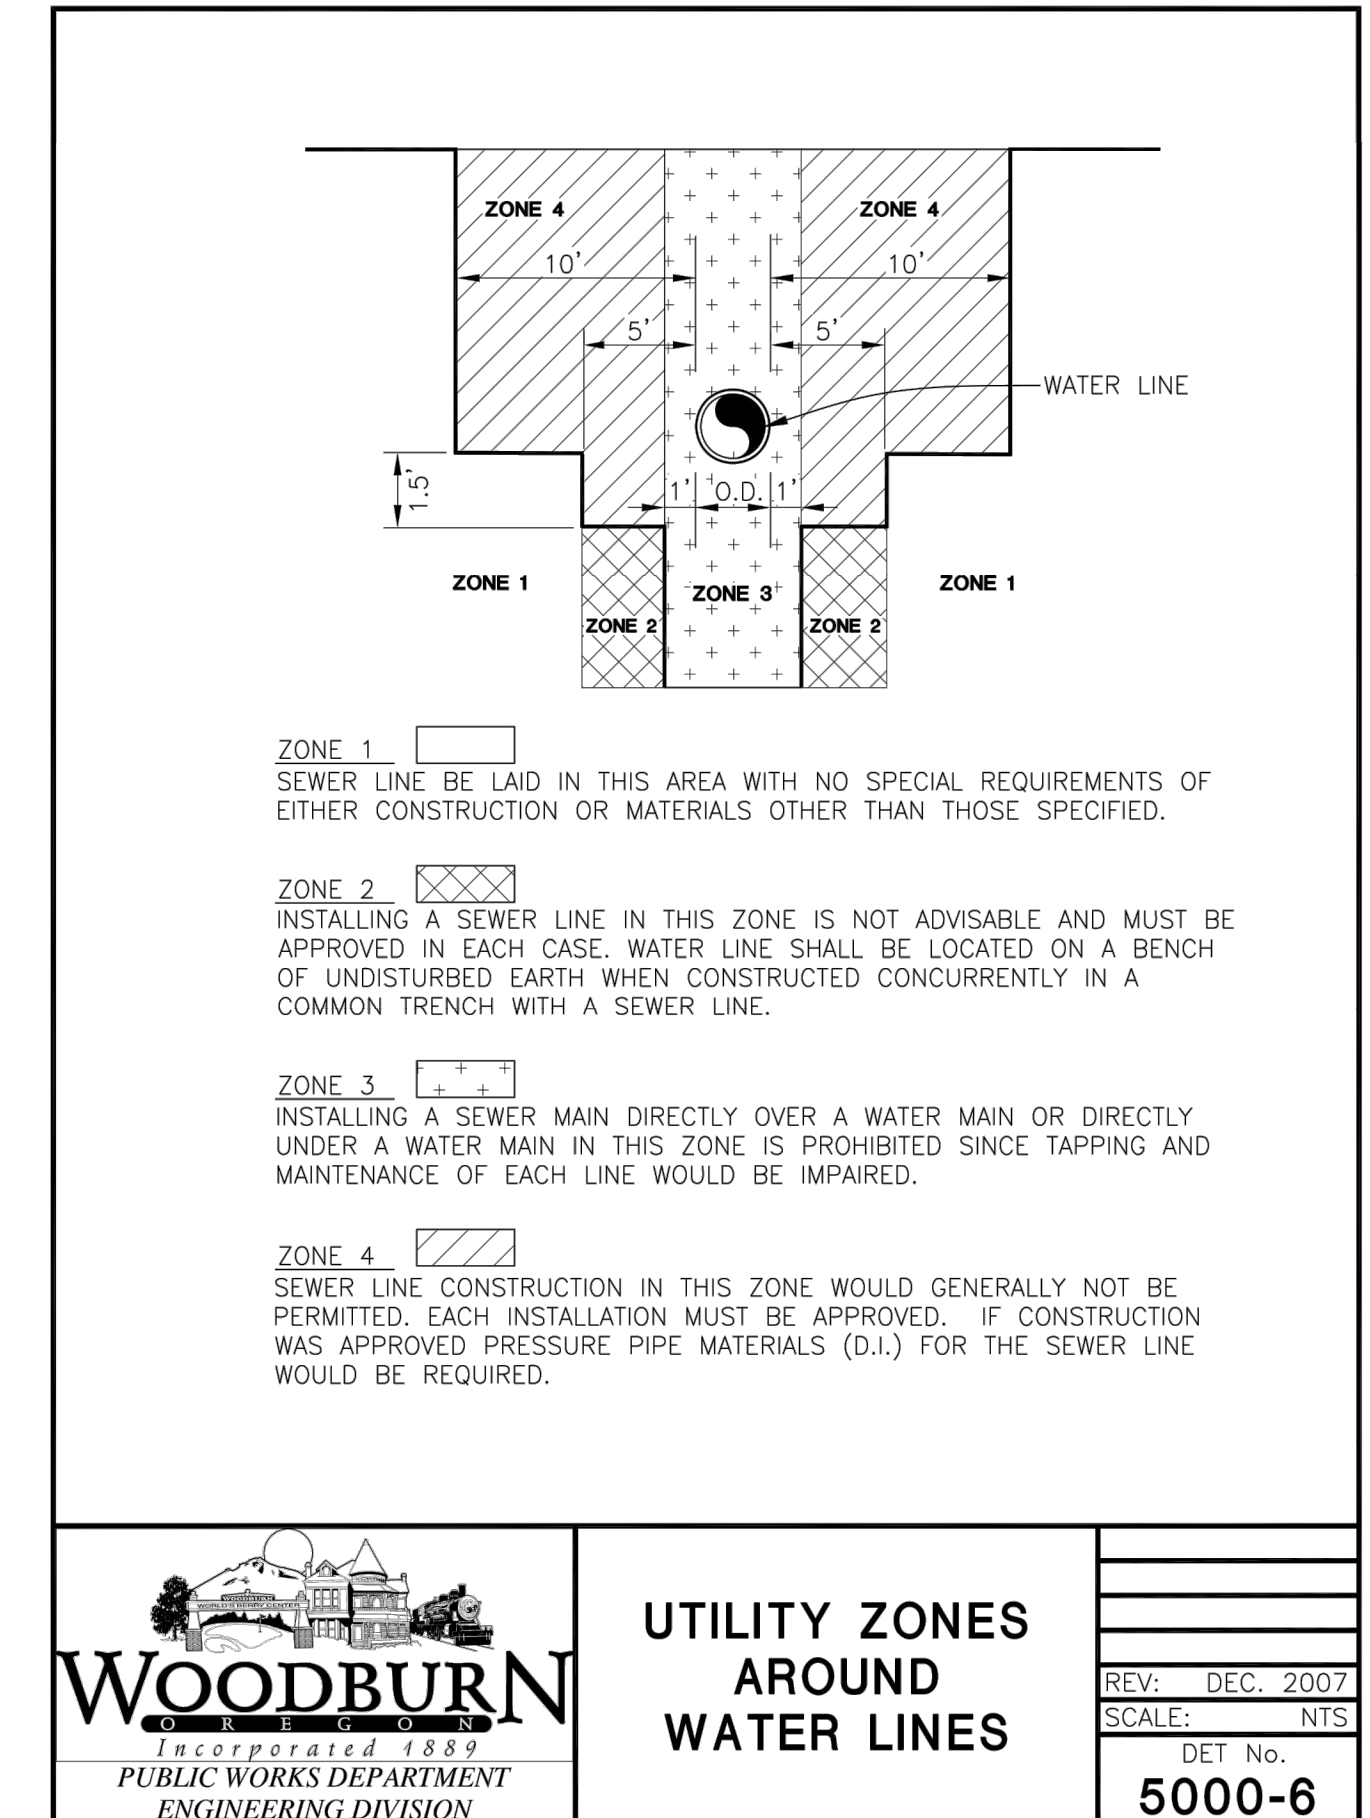 ZONE 4
ZONE 4
10'
10'
5'
5'
WATER LINE
1.5'
1'
O.D.
1'
ZONE 1
ZONE 1
ZONE 3
ZONE 2
ZONE 2
ZONE 1
SEWER LINE BE LAID IN THIS AREA WITH NO SPECIAL REQUIREMENTS OF
EITHER CONSTRUCTION OR MATERIALS OTHER THAN THOSE SPECIFIED.
ZONE 2
INSTALLING A SEWER LINE IN THIS ZONE IS NOT ADVISABLE AND MUST BE
APPROVED IN EACH CASE. WATER LINE SHALL BE LOCATED ON A BENCH
OF UNDISTURBED EARTH WHEN CONSTRUCTED CONCURRENTLY IN A
COMMON TRENCH WITH A SEWER LINE.
ZONE 3
INSTALLING A SEWER MAIN DIRECTLY OVER A WATER MAIN OR DIRECTLY
UNDER A WATER MAIN IN THIS ZONE IS PROHIBITED SINCE TAPPING AND
MAINTENANCE OF EACH LINE WOULD BE IMPAIRED.
ZONE 4
SEWER LINE CONSTRUCTION IN THIS ZONE WOULD GENERALLY NOT BE
PERMITTED. EACH INSTALLATION MUST BE APPROVED. IF CONSTRUCTION
WAS APPROVED PRESSURE PIPE MATERIALS (D.I.) FOR THE SEWER LINE
WOULD BE REQUIRED.
WOODBURN
WORLD'S BERRY CENTER
WOODBURN
OREGON
Incorporated 1889
PUBLIC WORKS DEPARTMENT
ENGINEERING DIVISION
UTILITY ZONES
AROUND
WATER LINES
REV: DEC. 2007
SCALE: NTS
DET No.
5000-6